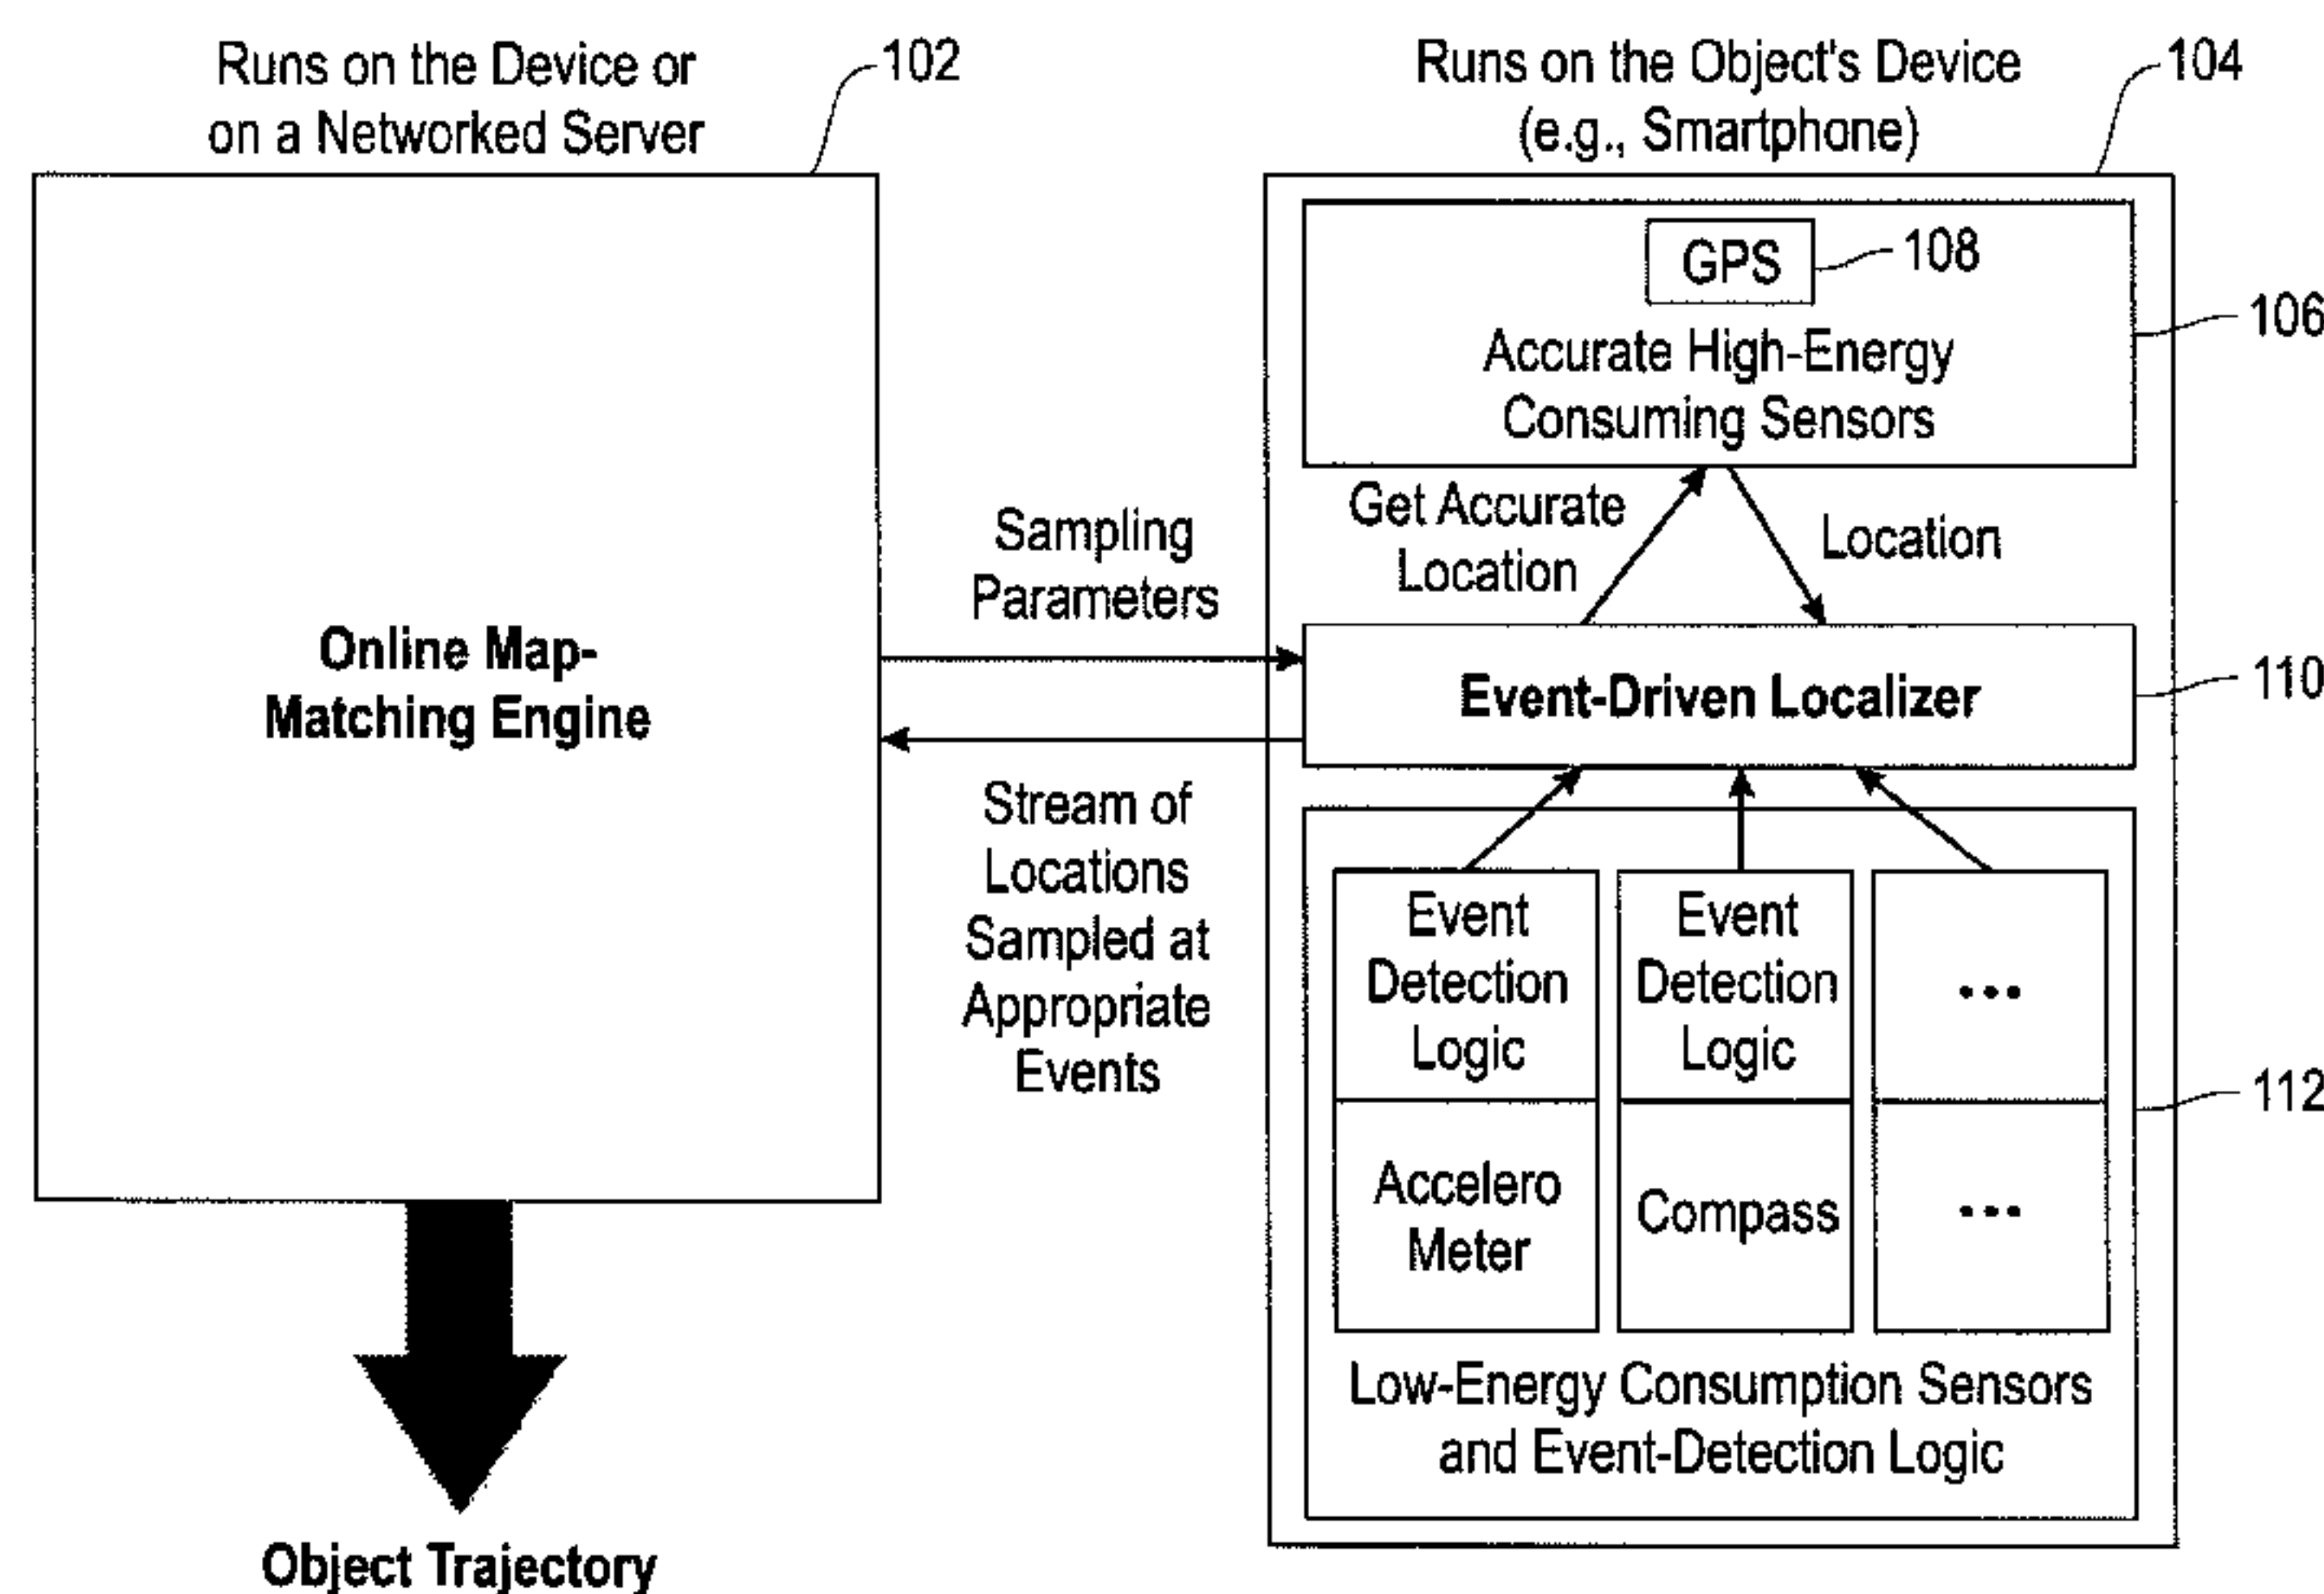 Runs on the Device or
on a Networked Server
102
Online Map-
Matching Engine
Object Trajectory
Sampling
Parameters
Stream of
Locations
Sampled at
Appropriate
Events
Runs on the Object's Device
(e.g., Smartphone)
104
GPS
108
Accurate High-Energy
Consuming Sensors
106
Get Accurate
Location
Location
Event-Driven Localizer
110
Event
Detection
Logic
Event
Detection
Logic
...
Accelero
Meter
Compass
...
112
Low-Energy Consumption Sensors
and Event-Detection Logic